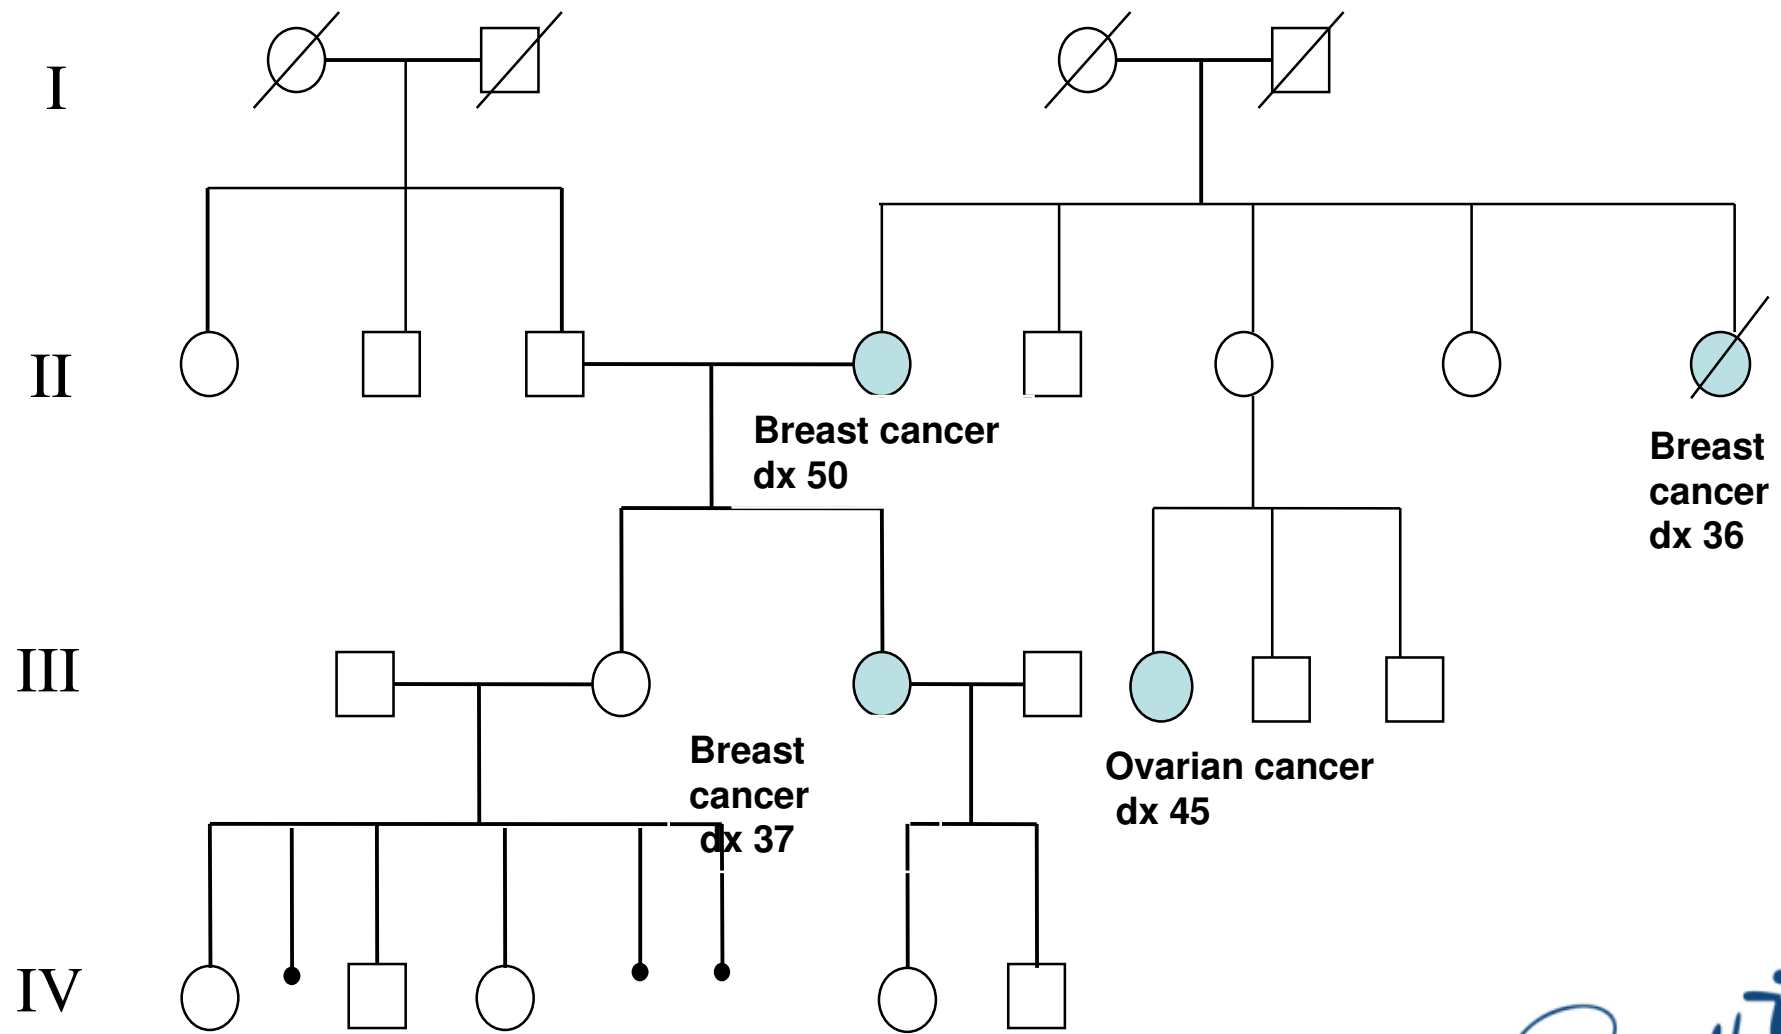 I
II
Breast cancer
dx 50
Breast
cancer
dx 36
III
Breast
cancer
dx 37
Ovarian cancer
dx 45
IV